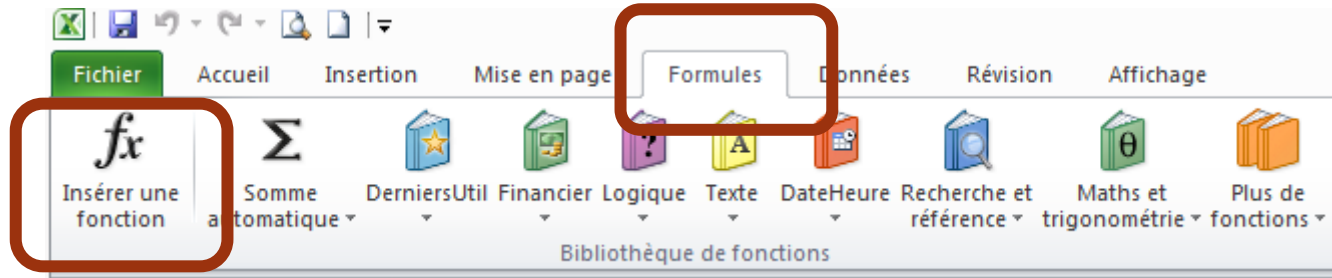 Fichier Accueil Insertion Mise en page Formules Données Révision Affichage
fx Σ ? A θ
Insérer une Somme DerniersUtil Financier Logique Texte DateHeure Recherche et Maths et Plus de
fonction automatique référence trigonométrie fonctions
Bibliothèque de fonctions